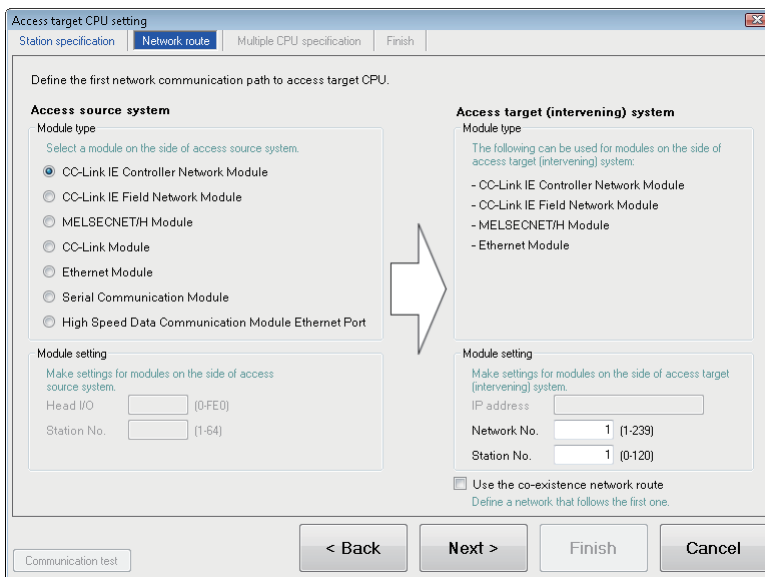 Access target CPU setting
Station specification
Network route
Multiple CPU specification
Finish
Define the first network communication path to access target CPU.
Access source system
Module type
Select a module on the side of access source system.
CC-Link IE Controller Network Module
CC-Link IE Field Network Module
MELSECNET/H Module
CC-Link Module
Ethernet Module
Serial Communication Module
High Speed Data Communication Module Ethernet Port
Module setting
Make settings for modules on the side of access
source system.
Head I/O (0-FE0)
Station No. (1-64)
Access target (intervening) system
Module type
The following can be used for modules on the side of
access target (intervening) system:
- CC-Link IE Controller Network Module
- CC-Link IE Field Network Module
- MELSECNET/H Module
- Ethernet Module
Module setting
Make settings for modules on the side of access target
(intervening) system.
IP address
Network No. 1 (1-239)
Station No. 1 (0-120)
Use the co-existence network route
Define a network that follows the first one.
Communication test
< Back
Next >
Finish
Cancel